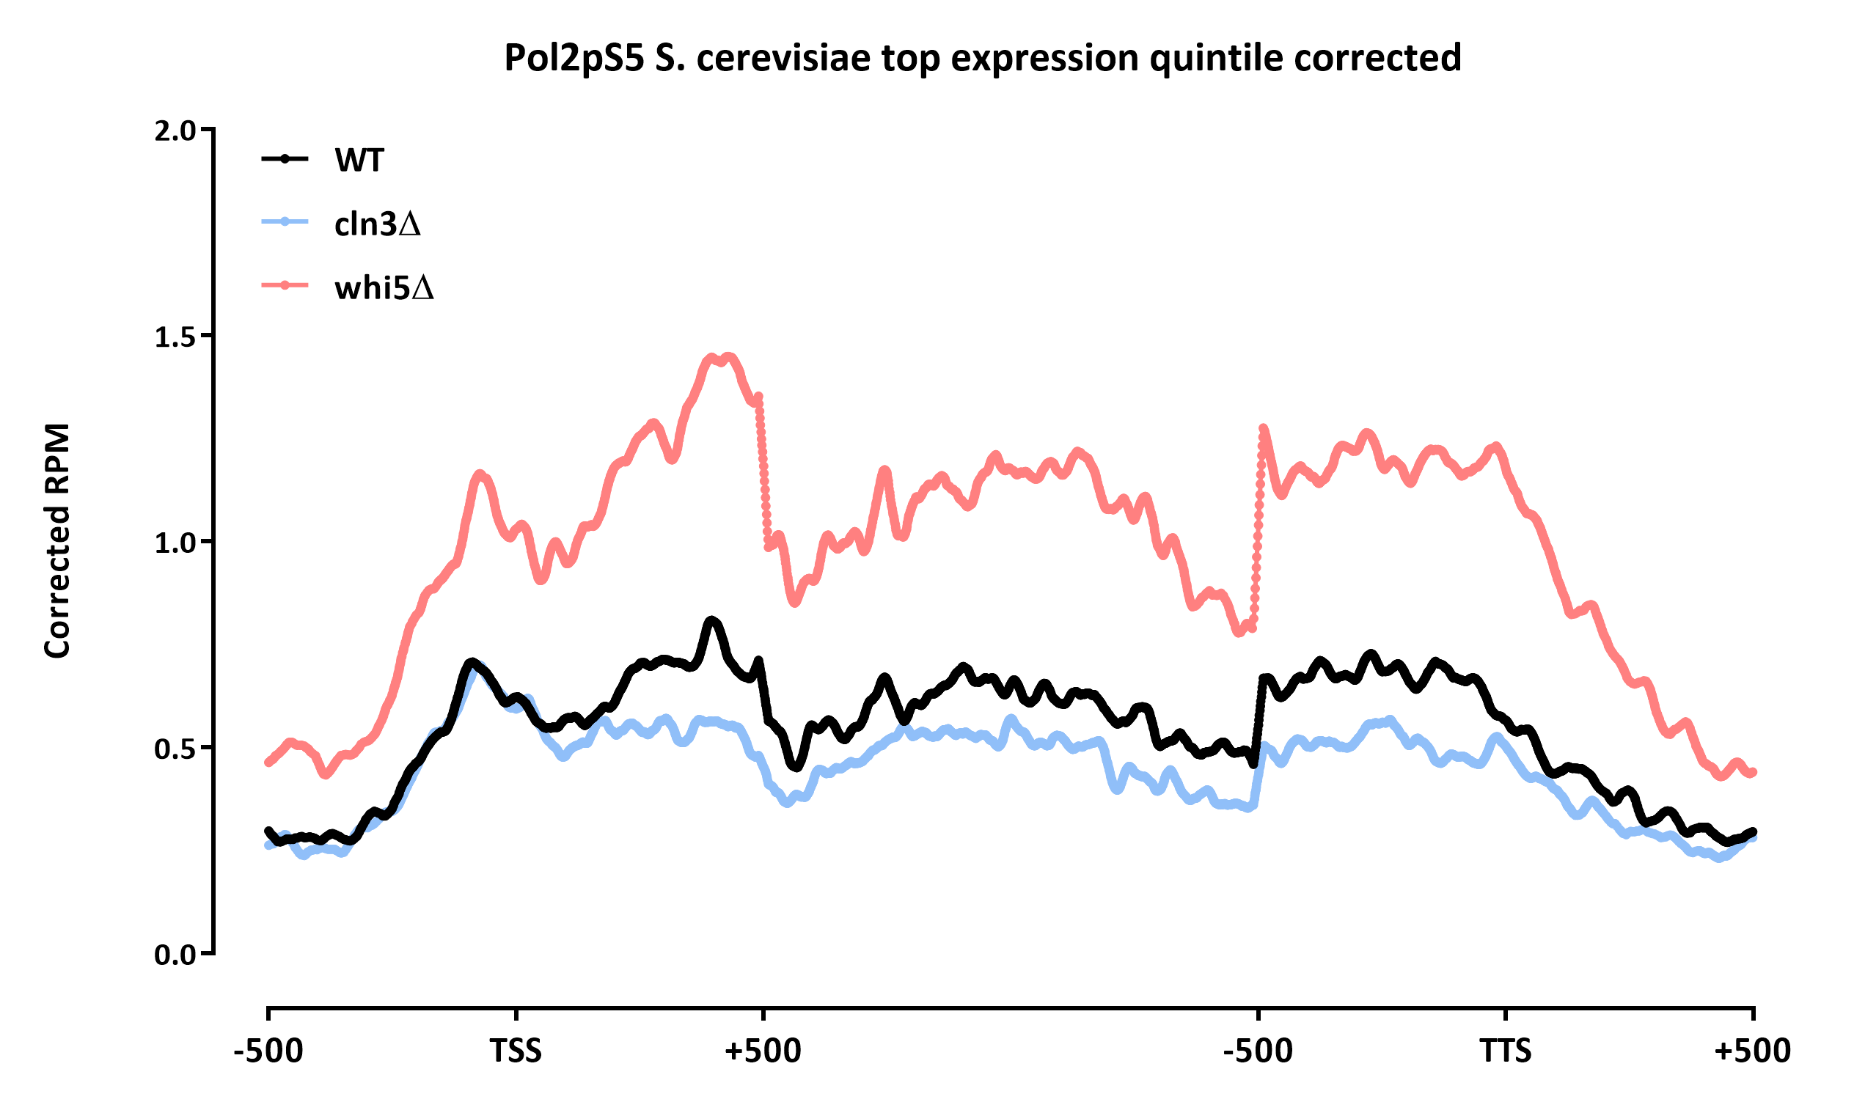 Pol2pS5 S. cerevisiae top expression quintile corrected
2.0
WT
cln3Δ
whi5Δ
1.5
1.0
0.5
0.0
Corrected RPM
-500 TSS +500 -500 TTS +500